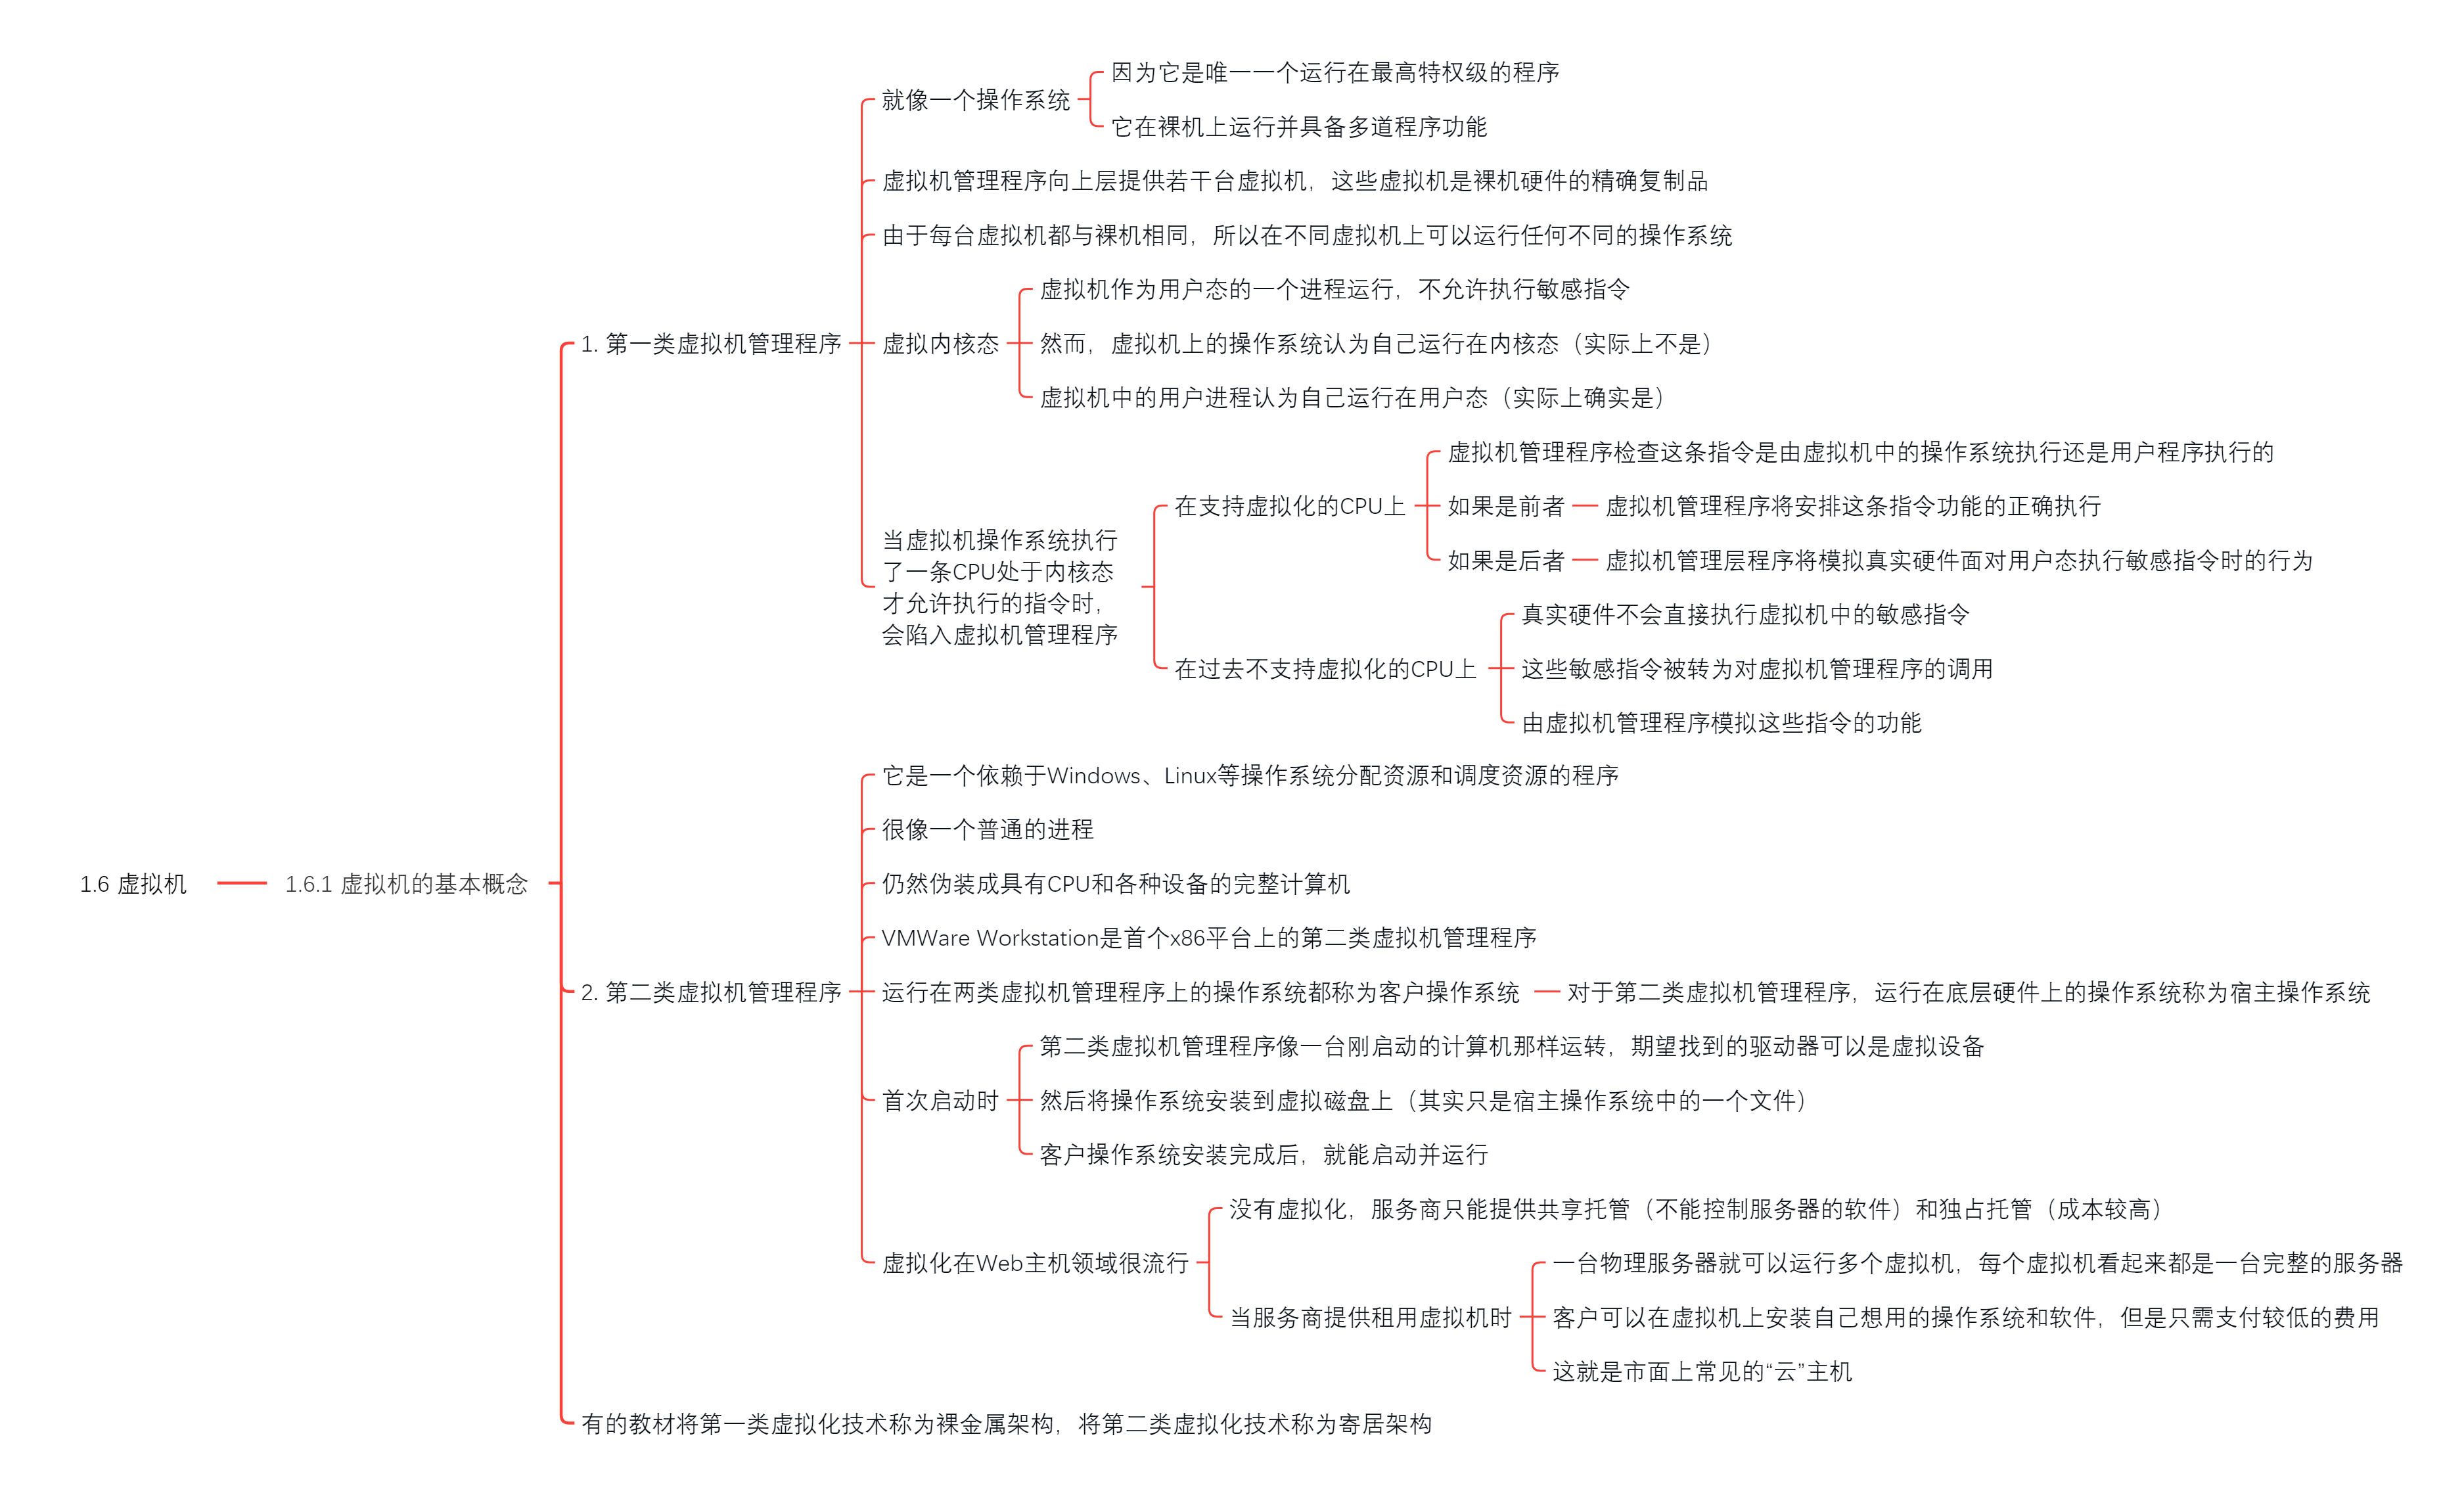 1.6 虚拟机
1.6.1 虚拟机的基本概念
1. 第一类虚拟机管理程序
就像一个操作系统
因为它是唯一一个运行在最高特权级的程序
它在裸机上运行并具备多道程序功能
虚拟机管理程序向上层提供若干台虚拟机，这些虚拟机是裸机硬件的精确复制品
由于每台虚拟机都与裸机相同，所以在不同虚拟机上可以运行任何不同的操作系统
虚拟内核态
虚拟机作为用户态的一个进程运行，不允许执行敏感指令
然而，虚拟机上的操作系统认为自己运行在内核态（实际上不是）
虚拟机中的用户进程认为自己运行在用户态（实际上确实是）
当虚拟机操作系统执行
了一条CPU处于内核态
才允许执行的指令时，
会陷入虚拟机管理程序
在支持虚拟化的CPU上
虚拟机管理程序检查这条指令是由虚拟机中的操作系统执行还是用户程序执行的
如果是前者
虚拟机管理程序将安排这条指令功能的正确执行
如果是后者
虚拟机管理层程序将模拟真实硬件面对用户态执行敏感指令时的行为
在过去不支持虚拟化的CPU上
真实硬件不会直接执行虚拟机中的敏感指令
这些敏感指令被转为对虚拟机管理程序的调用
由虚拟机管理程序模拟这些指令的功能
2. 第二类虚拟机管理程序
它是一个依赖于Windows、Linux等操作系统分配资源和调度资源的程序
很像一个普通的进程
仍然伪装成具有CPU和各种设备的完整计算机
VMWare Workstation是首个x86平台上的第二类虚拟机管理程序
运行在两类虚拟机管理程序上的操作系统都称为客户操作系统
对于第二类虚拟机管理程序，运行在底层硬件上的操作系统称为宿主操作系统
首次启动时
第二类虚拟机管理程序像一台刚启动的计算机那样运转，期望找到的驱动器可以是虚拟设备
然后将操作系统安装到虚拟磁盘上（其实只是宿主操作系统中的一个文件）
客户操作系统安装完成后，就能启动并运行
虚拟化在Web主机领域很流行
没有虚拟化，服务商只能提供共享托管（不能控制服务器的软件）和独占托管（成本较高）
当服务商提供租用虚拟机时
一台物理服务器就可以运行多个虚拟机，每个虚拟机看起来都是一台完整的服务器
客户可以在虚拟机上安装自己想用的操作系统和软件，但是只需支付较低的费用
这就是市面上常见的“云”主机
有的教材将第一类虚拟化技术称为裸金属架构，将第二类虚拟化技术称为寄居架构